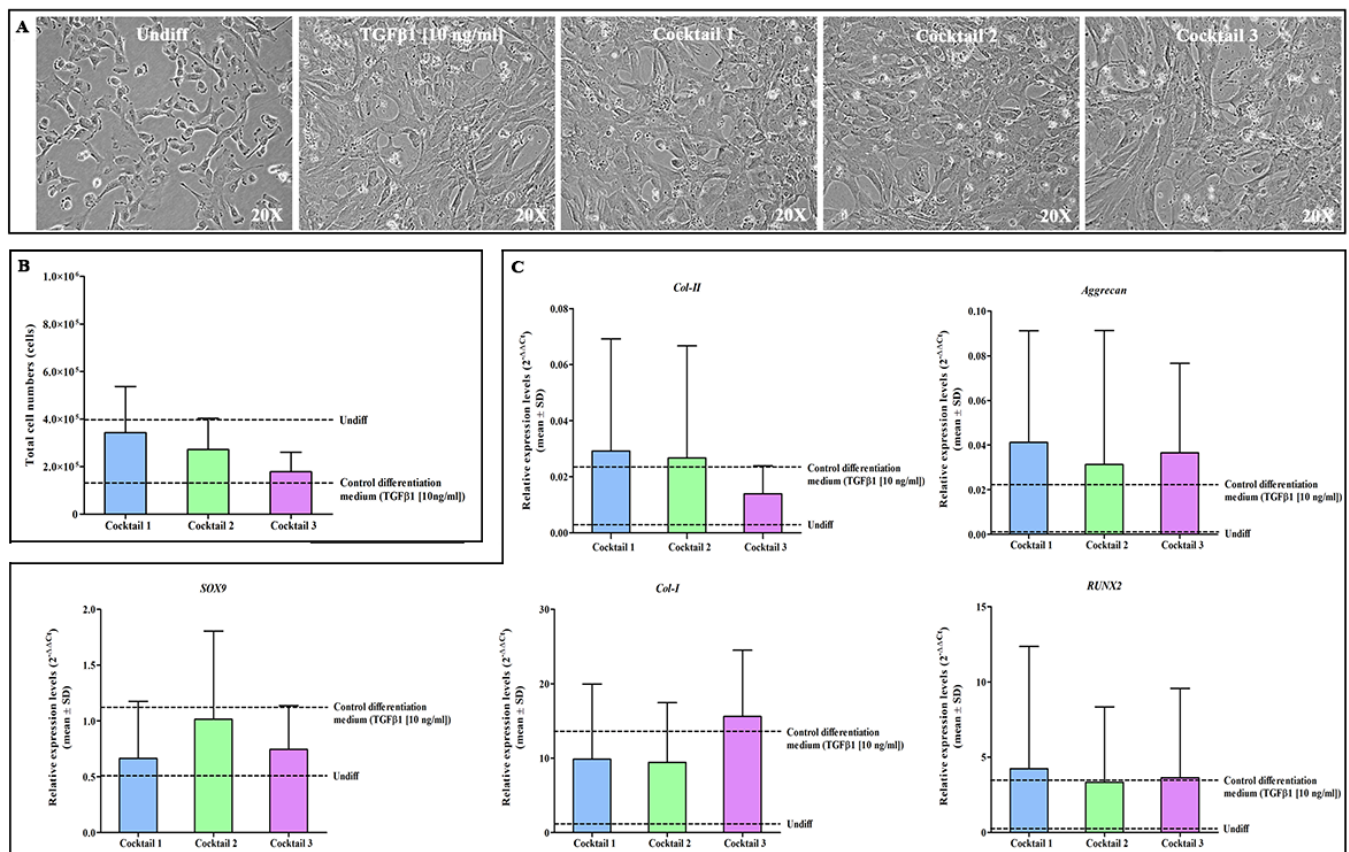 A
Undiff
TGFβ1 [10 ng/ml]
Cocktail 1
Cocktail 2
Cocktail 3
20X
20X
20X
20X
20X
B
Total cell numbers (cells)
1.0×10⁶
8.0×10⁵
6.0×10⁵
4.0×10⁵
2.0×10⁵
0
Undiff
Control differentiation
medium (TGFβ1 [10ng/ml])
Cocktail 1
Cocktail 2
Cocktail 3
C
Col-II
Relative expression levels (2^-ΔΔCt)
(mean ± SD)
0.08
0.06
0.04
0.02
0.00
Control differentiation
medium (TGFβ1 [10 ng/ml])
Undiff
Cocktail 1
Cocktail 2
Cocktail 3
Aggrecan
Relative expression levels (2^-ΔΔCt)
(mean ± SD)
0.10
0.08
0.06
0.04
0.02
0.00
Control differentiation
medium (TGFβ1 [10 ng/ml])
Undiff
Cocktail 1
Cocktail 2
Cocktail 3
SOX9
Relative expression levels (2^-ΔΔCt)
(mean ± SD)
2.0
1.5
1.0
0.5
0.0
Control differentiation
medium (TGFβ1 [10 ng/ml])
Undiff
Cocktail 1
Cocktail 2
Cocktail 3
Col-I
Relative expression levels (2^-ΔΔCt)
(mean ± SD)
30
20
10
0
Control differentiation
medium (TGFβ1 [10 ng/ml])
Undiff
Cocktail 1
Cocktail 2
Cocktail 3
RUNX2
Relative expression levels (2^-ΔΔCt)
(mean ± SD)
15
10
5
0
Control differentiation
medium (TGFβ1 [10 ng/ml])
Undiff
Cocktail 1
Cocktail 2
Cocktail 3